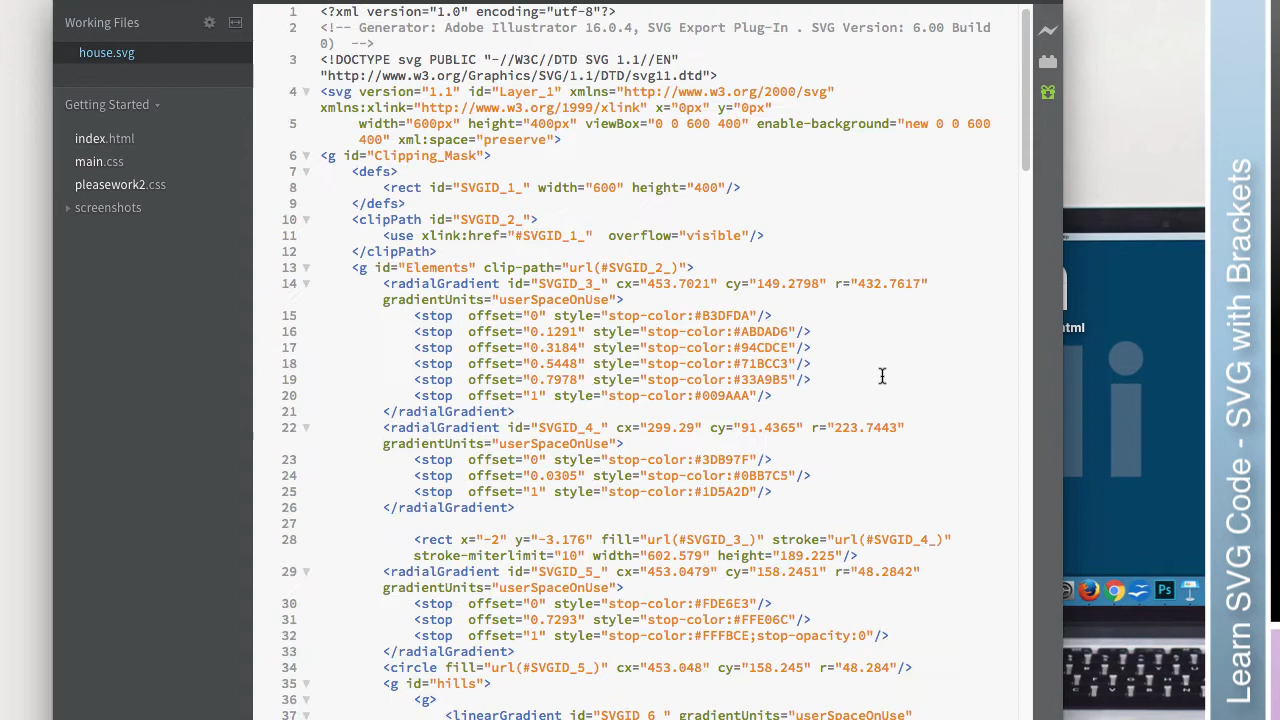 Working Files
house.svg
Getting Started
index.html
main.css
pleasework2.css
screenshots
1 <?xml version="1.0" encoding="utf-8"?>
2 <!-- Generator: Adobe Illustrator 16.0.4, SVG Export Plug-In . SVG Version: 6.00 Build
0)  -->
3 <!DOCTYPE svg PUBLIC "-//W3C//DTD SVG 1.1//EN"
"http://www.w3.org/Graphics/SVG/1.1/DTD/svg11.dtd">
4 <svg version="1.1" id="Layer_1" xmlns="http://www.w3.org/2000/svg"
xmlns:xlink="http://www.w3.org/1999/xlink" x="0px" y="0px"
5 width="600px" height="400px" viewBox="0 0 600 400" enable-background="new 0 0 600
400" xml:space="preserve">
6 <g id="Clipping_Mask">
7 <defs>
8 <rect id="SVGID_1_" width="600" height="400"/>
9 </defs>
10 <clipPath id="SVGID_2_">
11 <use xlink:href="#SVGID_1_"  overflow="visible"/>
12 </clipPath>
13 <g id="Elements" clip-path="url(#SVGID_2_)">
14 <radialGradient id="SVGID_3_" cx="453.7021" cy="149.2798" r="432.7617"
gradientUnits="userSpaceOnUse">
15 <stop  offset="0" style="stop-color:#B3DFDA"/>
16 <stop  offset="0.1291" style="stop-color:#ABDAD6"/>
17 <stop  offset="0.3184" style="stop-color:#94CDCE"/>
18 <stop  offset="0.5448" style="stop-color:#71BCC3"/>
19 <stop  offset="0.7978" style="stop-color:#33A9B5"/>
20 <stop  offset="1" style="stop-color:#009AAA"/>
21 </radialGradient>
22 <radialGradient id="SVGID_4_" cx="299.29" cy="91.4365" r="223.7443"
gradientUnits="userSpaceOnUse">
23 <stop  offset="0" style="stop-color:#3DB97F"/>
24 <stop  offset="0.0305" style="stop-color:#0BB7C5"/>
25 <stop  offset="1" style="stop-color:#1D5A2D"/>
26 </radialGradient>
27
28 <rect x="-2" y="-3.176" fill="url(#SVGID_3_)" stroke="url(#SVGID_4_)"
stroke-miterlimit="10" width="602.579" height="189.225"/>
29 <radialGradient id="SVGID_5_" cx="453.0479" cy="158.2451" r="48.2842"
gradientUnits="userSpaceOnUse">
30 <stop  offset="0" style="stop-color:#FDE6E3"/>
31 <stop  offset="0.7293" style="stop-color:#FFE06C"/>
32 <stop  offset="1" style="stop-color:#FFFBCE;stop-opacity:0"/>
33 </radialGradient>
34 <circle fill="url(#SVGID_5_)" cx="453.048" cy="158.245" r="48.284"/>
35 <g id="hills">
36 <g>
37 <linearGradient id="SVGID_6_" gradientUnits="userSpaceOnUse"
html
Ps
Learn SVG Code - SVG with Brackets